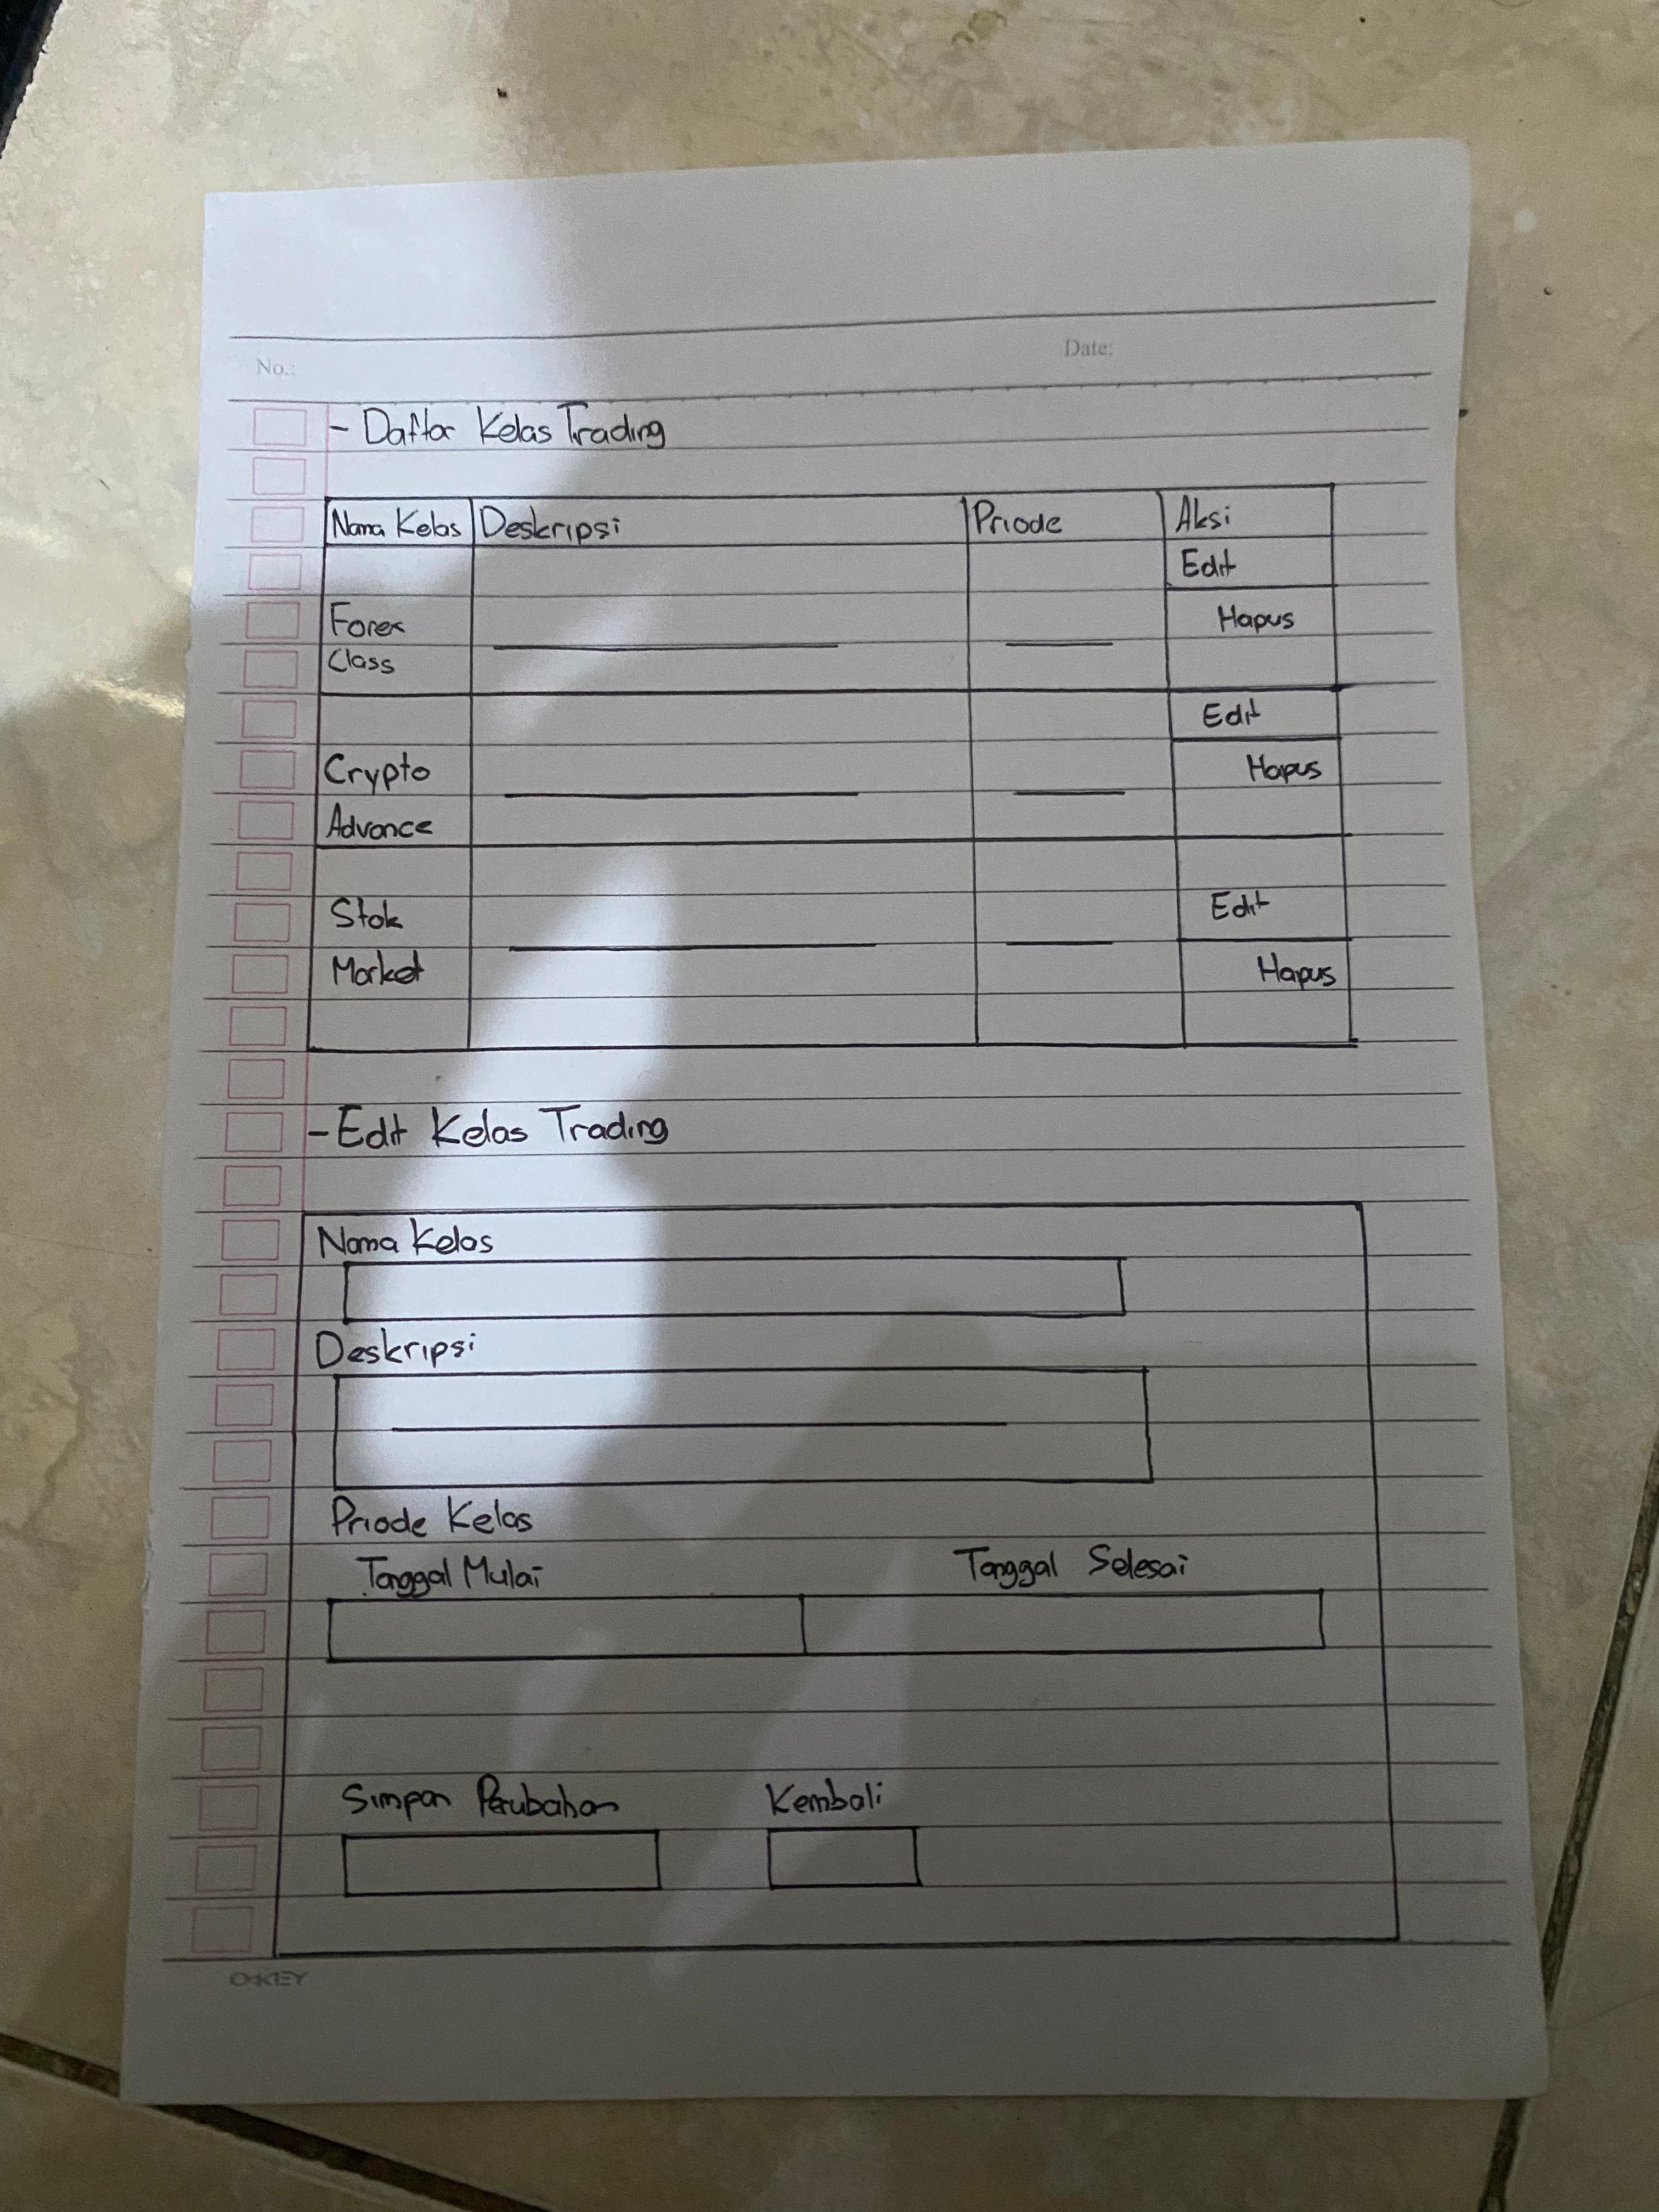 No.:
Date:
- Daftar Kelas Trading
Nama Kelas Deskripsi Priode Aksi
Edit
Forex Class
Hapus
Edit
Crypto Advance
Hapus
Stok Market
Edit
Hapus
- Edit Kelas Trading
Nama Kelas
Deskripsi
Priode Kelas
Tanggal Mulai Tanggal Selesai
Simpan Perubahan Kembali
OKEY